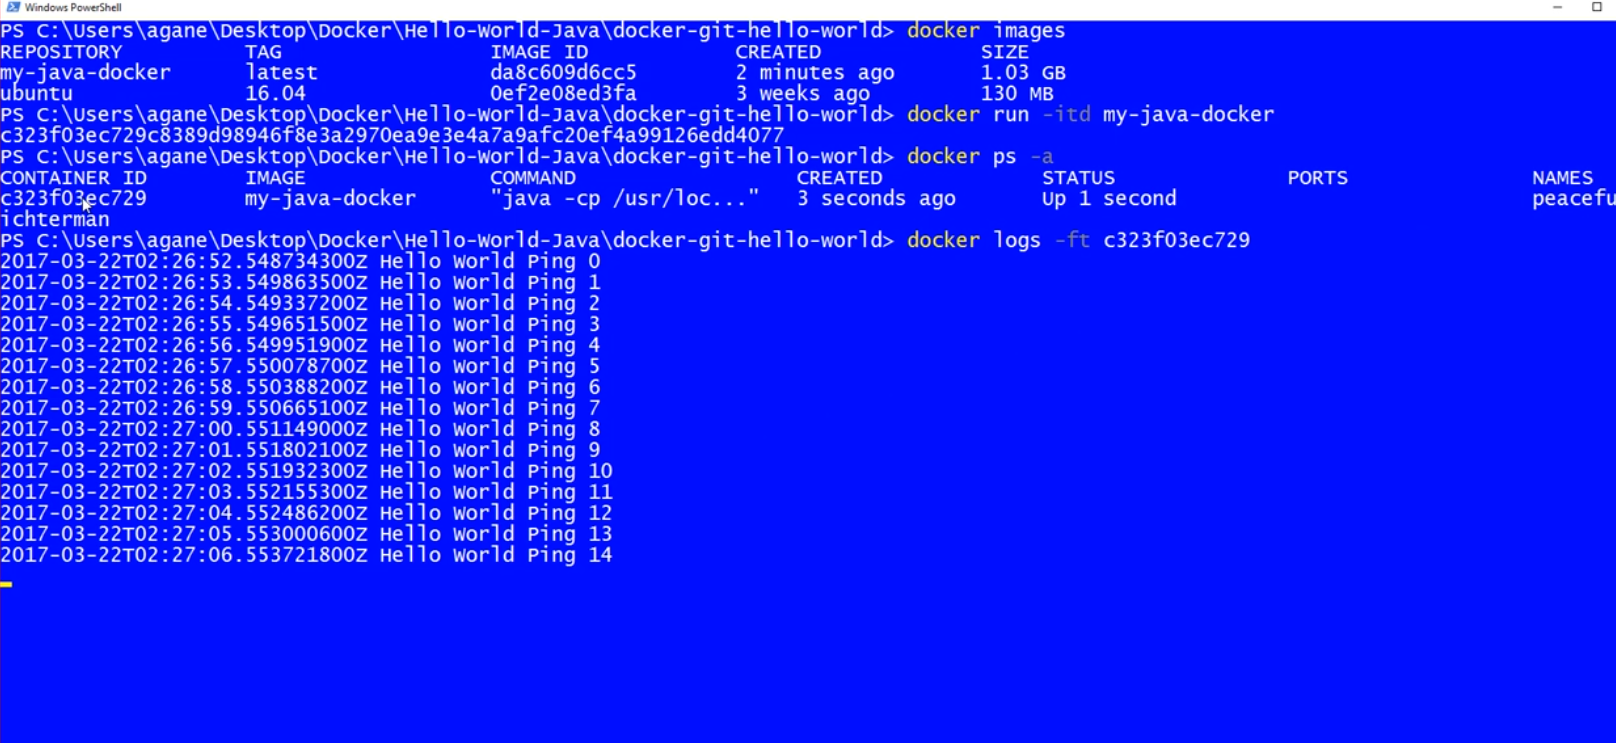 Windows PowerShell
PS C:\Users\agane\Desktop\Docker\Hello-World-Java\docker-git-hello-world> docker images
REPOSITORY TAG IMAGE ID CREATED SIZE
my-java-docker latest da8c609d6cc5 2 minutes ago 1.03 GB
ubuntu 16.04 0ef2e08ed3fa 3 weeks ago 130 MB
PS C:\Users\agane\Desktop\Docker\Hello-World-Java\docker-git-hello-world> docker run -itd my-java-docker
c323f03ec729c8389d98946f8e3a2970ea9e3e4a7a9afc20ef4a99126edd4077
PS C:\Users\agane\Desktop\Docker\Hello-World-Java\docker-git-hello-world> docker ps -a
CONTAINER ID IMAGE COMMAND CREATED STATUS PORTS NAMES
c323f03ec729 my-java-docker "java -cp /usr/loc..." 3 seconds ago Up 1 second peacefu
ichterman
PS C:\Users\agane\Desktop\Docker\Hello-World-Java\docker-git-hello-world> docker logs -ft c323f03ec729
2017-03-22T02:26:52.548734300Z Hello World Ping 0
2017-03-22T02:26:53.549863500Z Hello World Ping 1
2017-03-22T02:26:54.549337200Z Hello World Ping 2
2017-03-22T02:26:55.549651500Z Hello World Ping 3
2017-03-22T02:26:56.549951900Z Hello World Ping 4
2017-03-22T02:26:57.550078700Z Hello World Ping 5
2017-03-22T02:26:58.550388200Z Hello World Ping 6
2017-03-22T02:26:59.550665100Z Hello World Ping 7
2017-03-22T02:27:00.551149000Z Hello World Ping 8
2017-03-22T02:27:01.551802100Z Hello World Ping 9
2017-03-22T02:27:02.551932300Z Hello World Ping 10
2017-03-22T02:27:03.552155300Z Hello World Ping 11
2017-03-22T02:27:04.552486200Z Hello World Ping 12
2017-03-22T02:27:05.553000600Z Hello World Ping 13
2017-03-22T02:27:06.553721800Z Hello World Ping 14